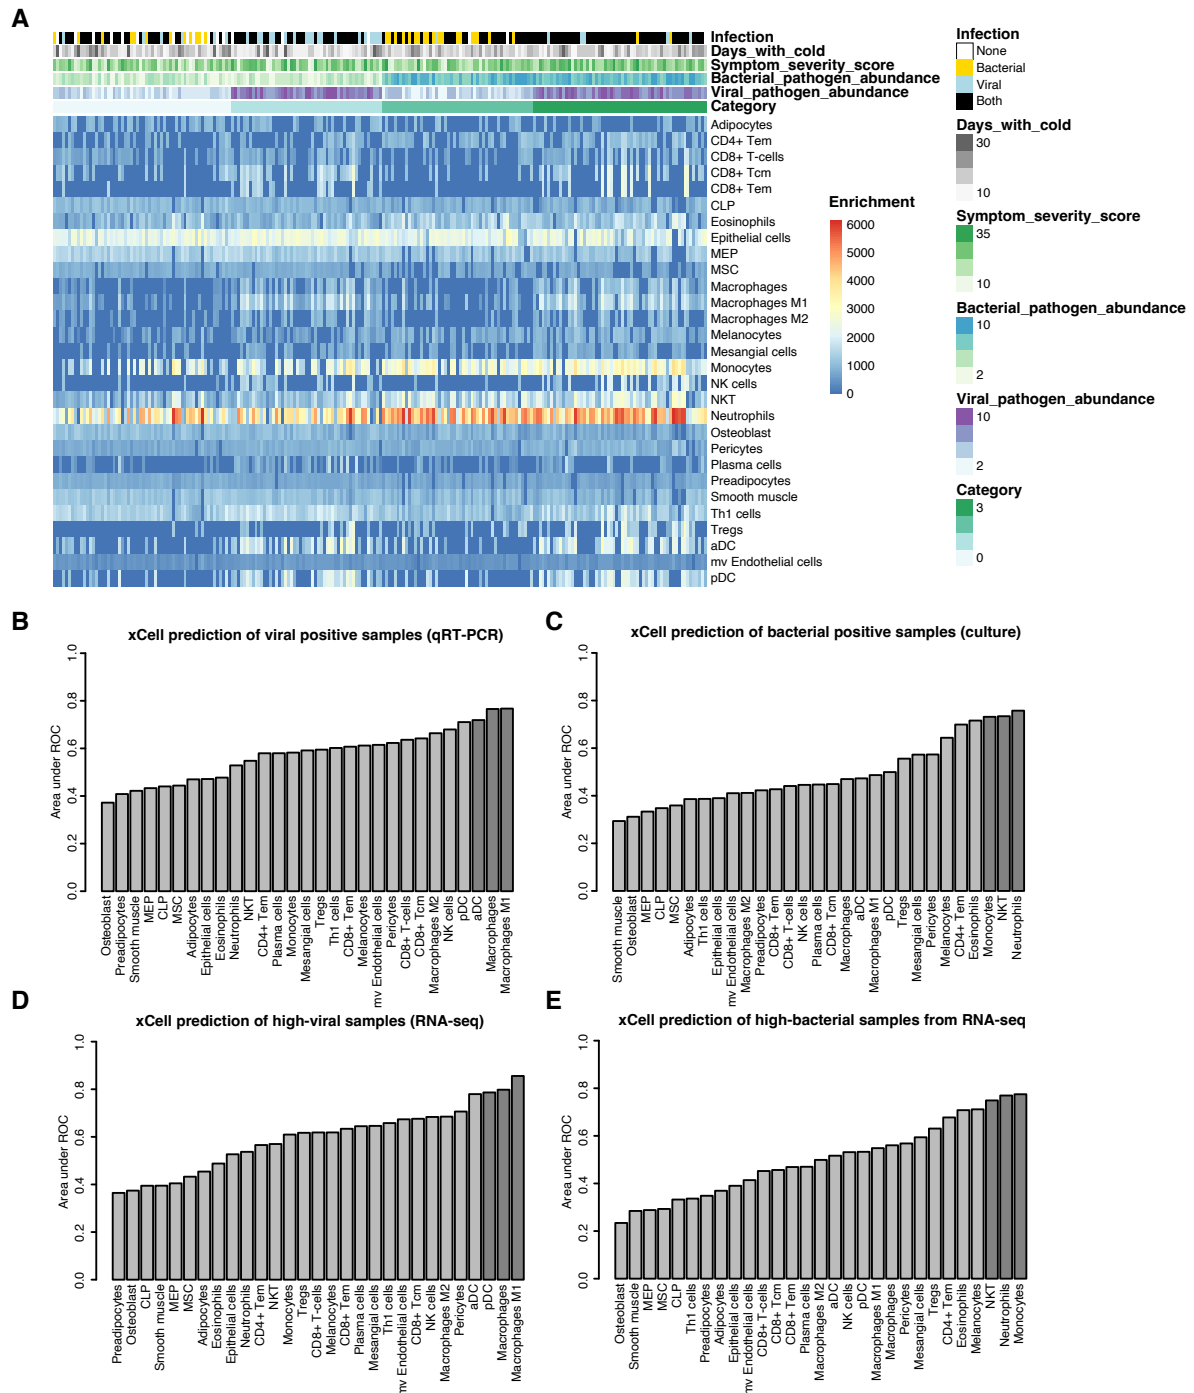 A
Infection
Days_with_cold
Symptom_severity_score
Bacterial_pathogen_abundance
Viral_pathogen_abundance
Category
Adipocytes
CD4+ Tem
CD8+ T-cells
CD8+ Tcm
CD8+ Tem
CLP
Eosinophils
Epithelial cells
MEP
MSC
Macrophages
Macrophages M1
Macrophages M2
Melanocytes
Mesangial cells
Monocytes
NK cells
NKT
Neutrophils
Osteoblast
Pericytes
Plasma cells
Preadipocytes
Smooth muscle
Th1 cells
Tregs
aDC
mv Endothelial cells
pDC
Enrichment
6000
5000
4000
3000
2000
1000
0
Infection
None
Bacterial
Viral
Both
Days_with_cold
30
10
Symptom_severity_score
35
10
Bacterial_pathogen_abundance
10
2
Viral_pathogen_abundance
10
2
Category
3
0
B
xCell prediction of viral positive samples (qRT-PCR)
Area under ROC
0.0
0.2
0.4
0.6
0.8
1.0
Osteoblast
Preadipocytes
Smooth muscle
MEP
CLP
MSC
Adipocytes
Epithelial cells
Eosinophils
Neutrophils
NKT
CD4+ Tem
Plasma cells
Monocytes
Mesangial cells
Tregs
Th1 cells
CD8+ Tem
Melanocytes
mv Endothelial cells
Pericytes
CD8+ T-cells
CD8+ Tcm
Macrophages M2
NK cells
pDC
aDC
Macrophages
Macrophages M1
C
xCell prediction of bacterial positive samples (culture)
Area under ROC
0.0
0.2
0.4
0.6
0.8
1.0
Smooth muscle
Osteoblast
MEP
CLP
MSC
Adipocytes
Th1 cells
Epithelial cells
mv Endothelial cells
Macrophages M2
Preadipocytes
CD8+ Tem
CD8+ T-cells
NK cells
Plasma cells
CD8+ Tcm
Macrophages
aDC
Macrophages M1
pDC
Tregs
Mesangial cells
Pericytes
Melanocytes
CD4+ Tem
Eosinophils
Monocytes
NKT
Neutrophils
D
xCell prediction of high-viral samples (RNA-seq)
Area under ROC
0.0
0.2
0.4
0.6
0.8
1.0
Preadipocytes
Osteoblast
CLP
Smooth muscle
MEP
MSC
Adipocytes
Eosinophils
Epithelial cells
Neutrophils
CD4+ Tem
NKT
Monocytes
Tregs
CD8+ T-cells
Melanocytes
CD8+ Tem
Plasma cells
Mesangial cells
Th1 cells
mv Endothelial cells
CD8+ Tcm
NK cells
Macrophages M2
Pericytes
aDC
pDC
Macrophages
Macrophages M1
E
xCell prediction of high-bacterial samples from RNA-seq
Area under ROC
0.0
0.2
0.4
0.6
0.8
1.0
Osteoblast
Smooth muscle
MEP
MSC
CLP
Th1 cells
Preadipocytes
Adipocytes
Epithelial cells
mv Endothelial cells
CD8+ T-cells
CD8+ Tcm
CD8+ Tem
Plasma cells
Macrophages M2
aDC
NK cells
pDC
Macrophages M1
Macrophages
Pericytes
Mesangial cells
Tregs
CD4+ Tem
Eosinophils
Melanocytes
NKT
Neutrophils
Monocytes